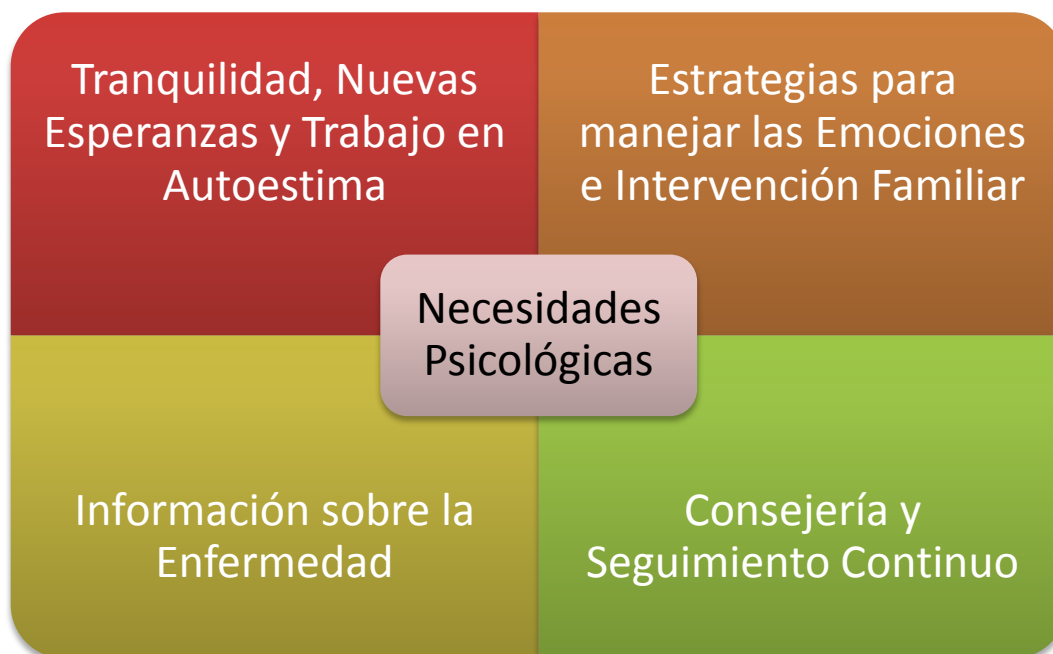 Tranquilidad, Nuevas
Esperanzas y Trabajo en
Autoestima
Estrategias para
manejar las Emociones
e Intervención Familiar
Necesidades
Psicológicas
Información sobre la
Enfermedad
Consejería y
Seguimiento Continuo